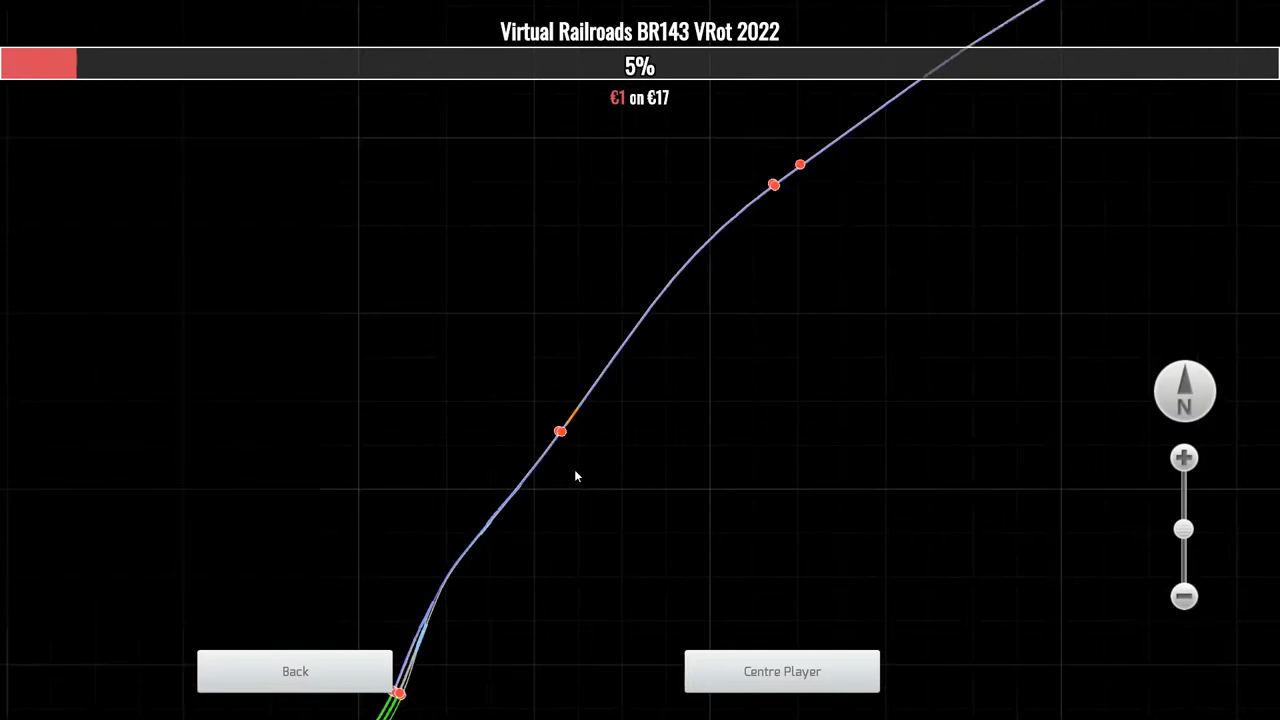 Virtual Railroads BR143 VRot 2022
5%
€1 on €17
N
Back
Centre Player